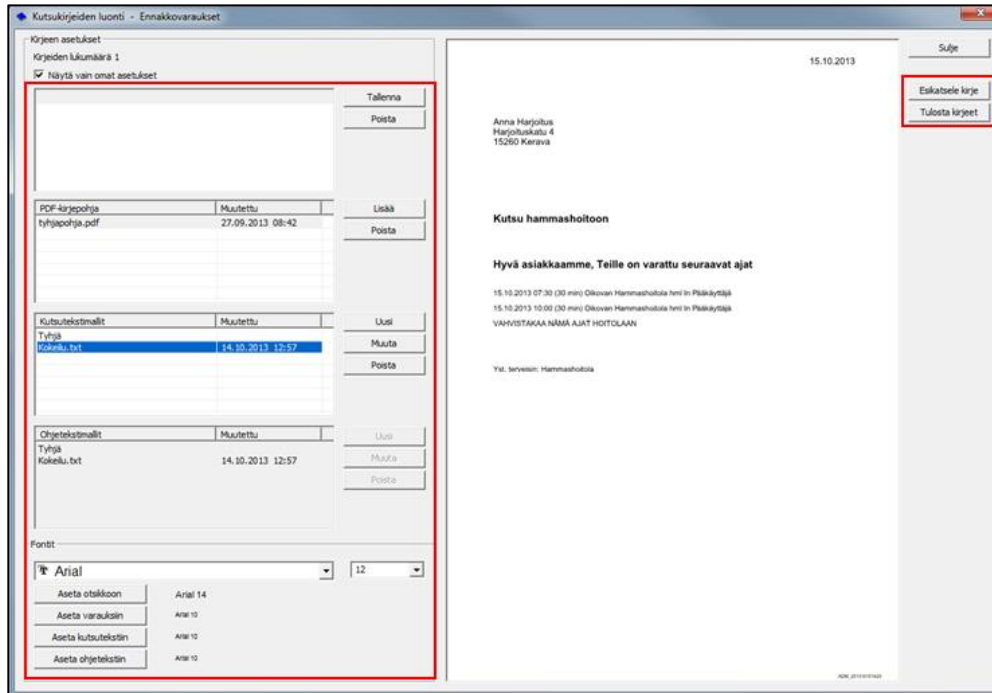 Kutsukirjeiden luonti - Ennakkovaraukset
Kirjeen asetukset
Kirjeiden lukumäärä 1
Näytä vain omat asetukset
Tallenna
Poista
PDF-kirjepohja Muutettu
tyhjapohja.pdf 27.09.2013 08:42
Lisää
Poista
Kutsutekstimallit Muutettu
Tyhjä
Kokeilu.txt 14.10.2013 12:57
Uusi
Muuta
Poista
Ohjetekstimallit Muutettu
Tyhjä
Kokeilu.txt 14.10.2013 12:57
Uusi
Muuta
Poista
Fontit
Arial 12
Aseta otsikkoon Arial 14
Aseta varauksiin Arial 10
Aseta kutsutekstiin Arial 10
Aseta ohjetekstiin Arial 10
15.10.2013
Anna Harjoitus
Harjoituskatu 4
15260 Kerava
Kutsu hammashoitoon
Hyvä asiakkaamme, Teille on varattu seuraavat ajat
15.10.2013 07:30 (30 min) Oikovan Hammashoitola hml ln Pääkäyttäjä
15.10.2013 10:00 (30 min) Oikovan Hammashoitola hml ln Pääkäyttäjä
VAHVISTAKAA NÄMÄ AJAT HOITOLAAN
Yst. terveisin: Hammashoitola
Sulje
Esikatsele kirje
Tulosta kirjeet